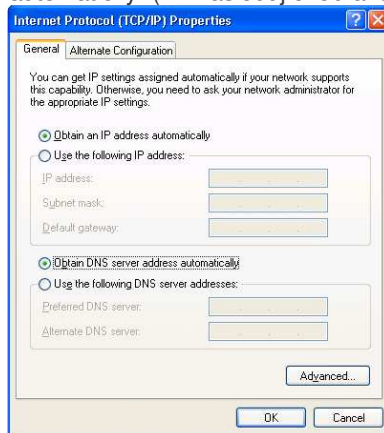 Internet Protocol (TCP/IP) Properties
General
Alternate Configuration
You can get IP settings assigned automatically if your network supports
this capability. Otherwise, you need to ask your network administrator for
the appropriate IP settings.
Obtain an IP address automatically
Use the following IP address:
IP address:
Subnet mask:
Default gateway:
Obtain DNS server address automatically
Use the following DNS server addresses:
Preferred DNS server:
Alternate DNS server:
Advanced...
OK
Cancel